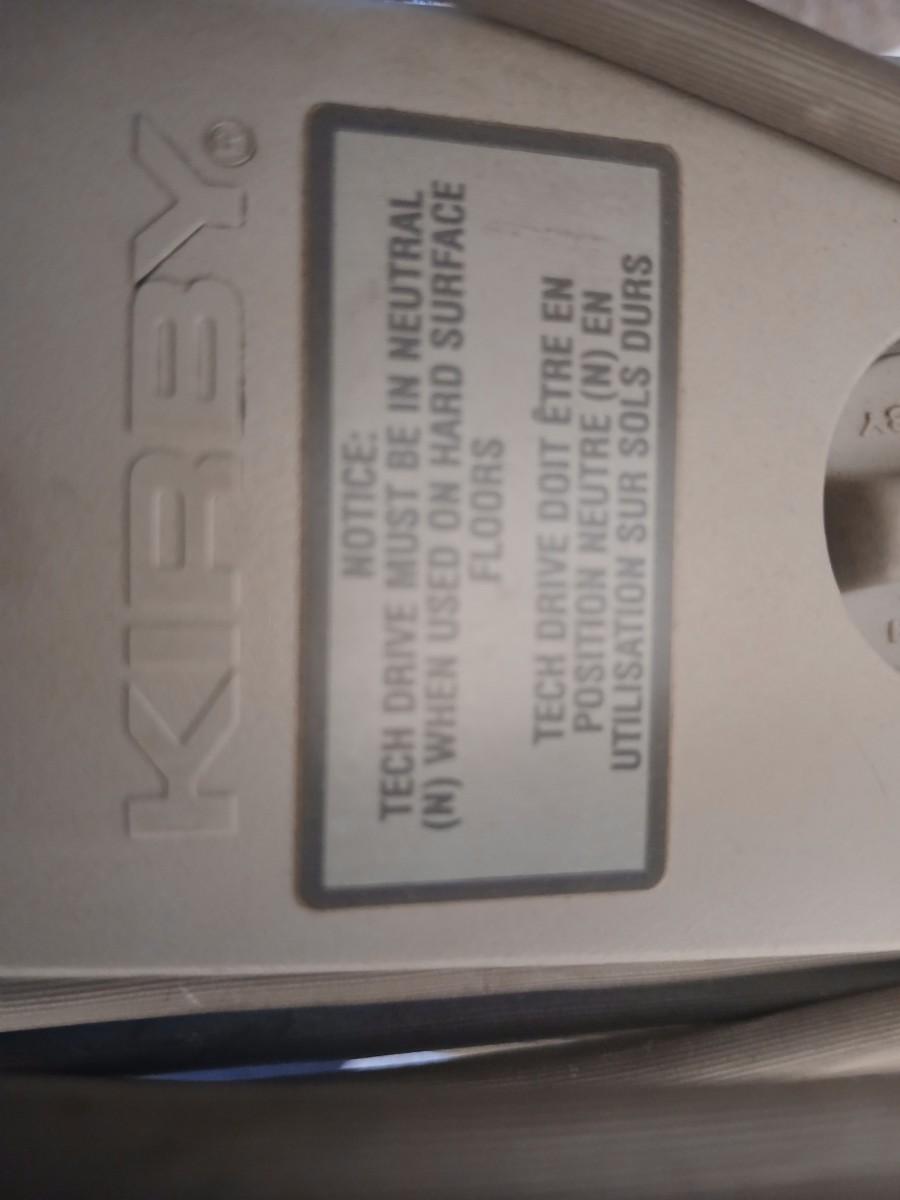 KIRBY®
NOTICE:
TECH DRIVE MUST BE IN NEUTRAL
(N) WHEN USED ON HARD SURFACE
FLOORS
TECH DRIVE DOIT ÊTRE EN
POSITION NEUTRE (N) EN
UTILISATION SUR SOLS DURS